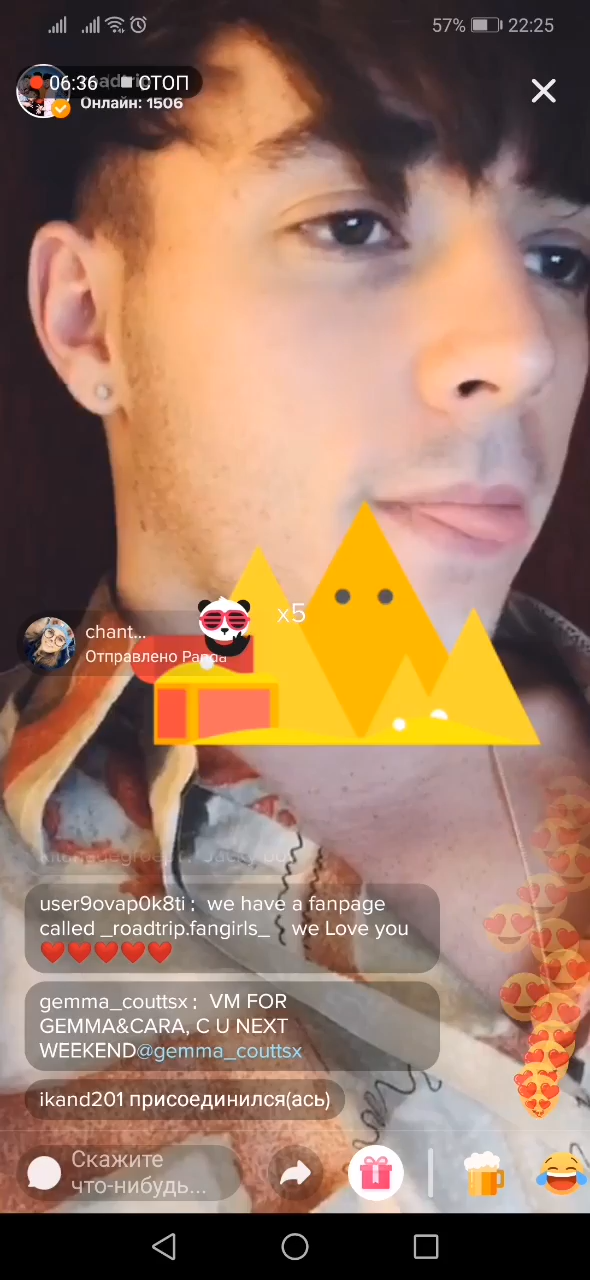 57% 22:25
06:36 СТОП
Онлайн: 1506
chant...
x5
Отправлено Panda
user9ovap0k8ti : we have a fanpage
called _roadtrip.fangirls_ we Love you
❤️❤️❤️❤️❤️
gemma_couttsx : VM FOR
GEMMA&CARA, C U NEXT
WEEKEND@gemma_couttsx
ikand201 присоединился(ась)
Скажите
что-нибудь...